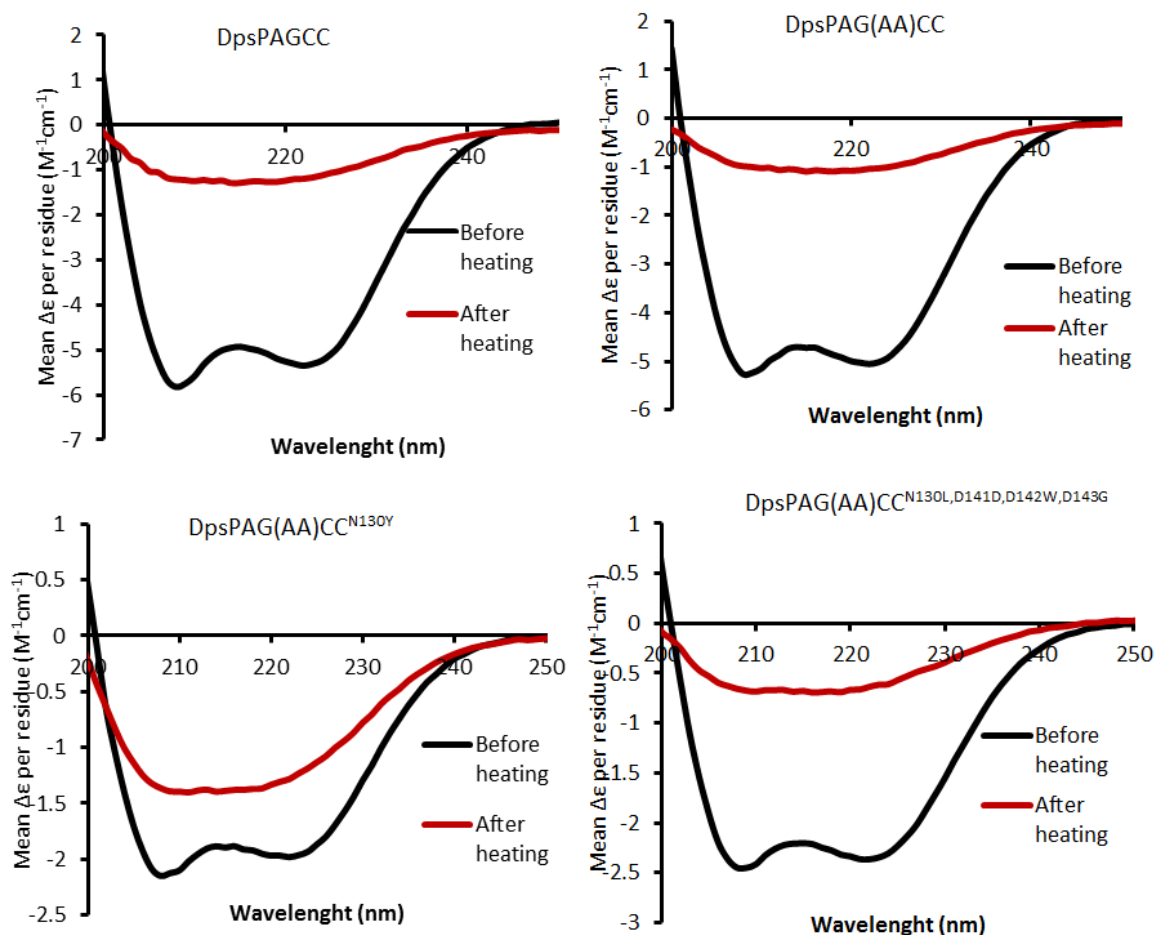 DpsPAGCC
Mean Δε per residue (M-1cm-1)
2
1
0
-1
-2
-3
-4
-5
-6
-7
200
220
240
Before
heating
After
heating
Wavelenght (nm)
DpsPAG(AA)CC
Mean Δε per residue (M-1cm-1)
2
1
0
-1
-2
-3
-4
-5
-6
200
220
240
Before
heating
After
heating
Wavelenght (nm)
DpsPAG(AA)CCN130Y
Mean Δε per residue (M-1cm-1)
1
0.5
0
-0.5
-1
-1.5
-2
-2.5
200
210
220
230
240
250
Before
heating
After
heating
Wavelenght (nm)
DpsPAG(AA)CCN130L,D141D,D142W,D143G
Mean Δε per residue (M-1cm-1)
1
0.5
0
-0.5
-1
-1.5
-2
-2.5
-3
200
210
220
230
240
250
Before
heating
After
heating
Wavelenght (nm)